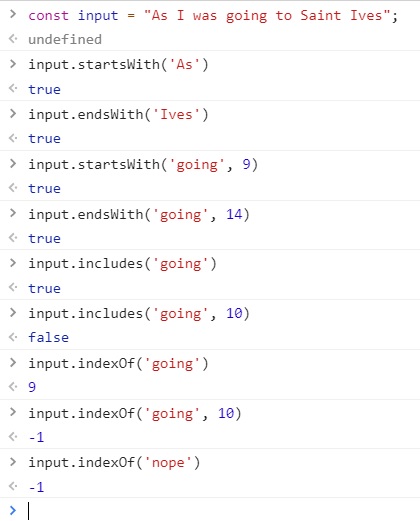 > const input = "As I was going to Saint Ives";
< undefined
> input.startsWith('As')
< true
> input.endsWith('Ives')
< true
> input.startsWith('going', 9)
< true
> input.endsWith('going', 14)
< true
> input.includes('going')
< true
> input.includes('going', 10)
< false
> input.indexOf('going')
< 9
> input.indexOf('going', 10)
< -1
> input.indexOf('nope')
< -1
>